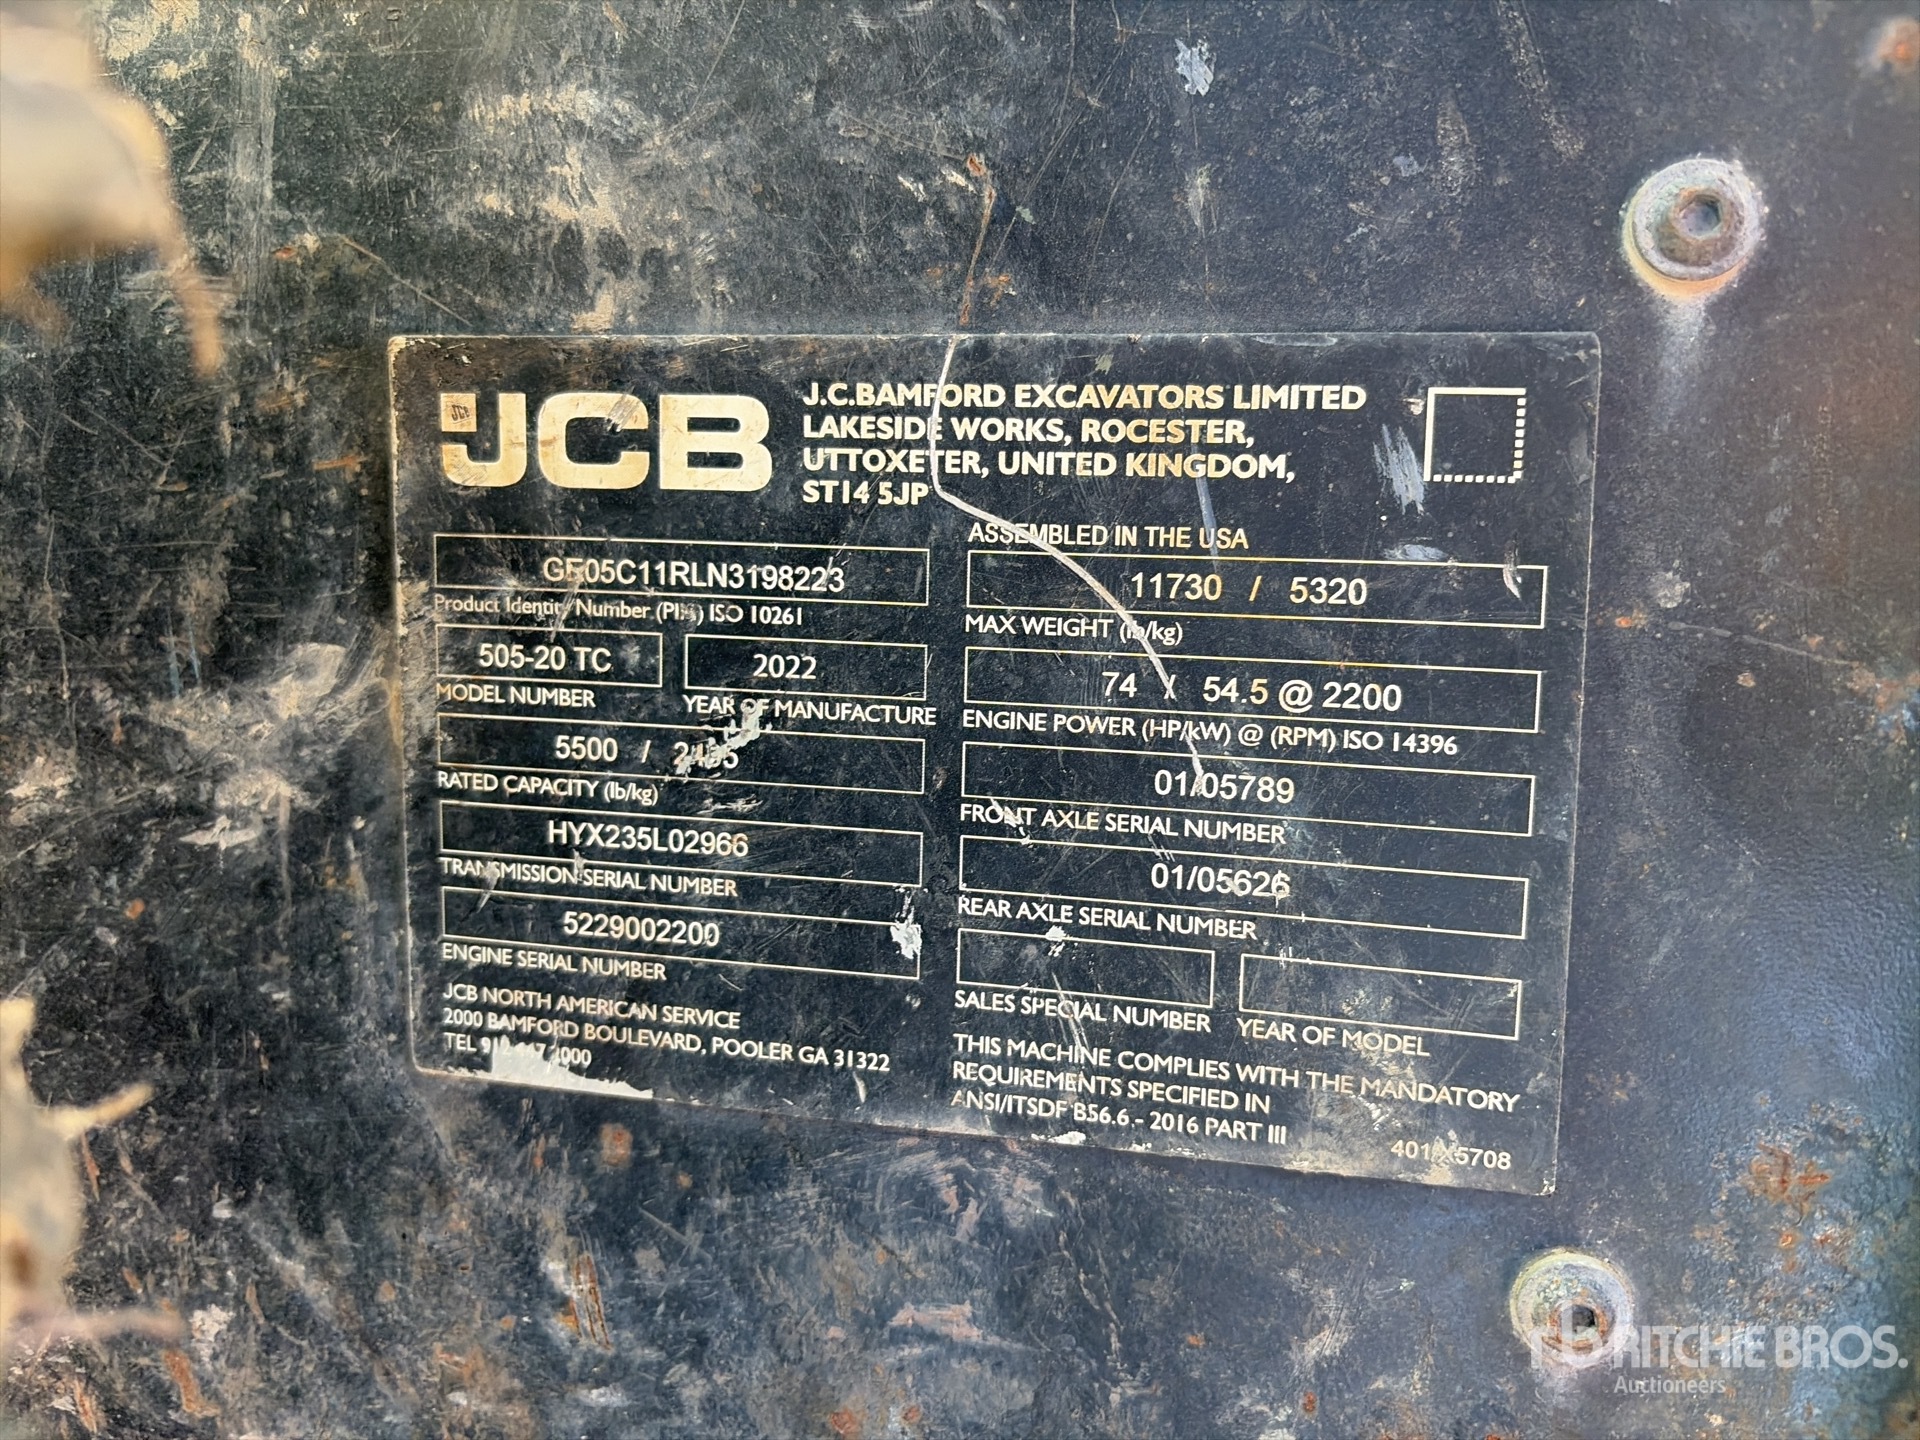 JCB
J.C.BAMFORD EXCAVATORS LIMITED
LAKESIDE WORKS, ROCESTER,
UTTOXETER, UNITED KINGDOM,
ST14 5JP
GE05C11RLN3198223
Product Identity Number (PIN) ISO 10261
505-20 TC
MODEL NUMBER
2022
YEAR OF MANUFACTURE
5500 /
RATED CAPACITY (lb/kg)
HYX235L02966
TRANSMISSION SERIAL NUMBER
5229002200
ENGINE SERIAL NUMBER
JCB NORTH AMERICAN SERVICE
2000 BAMFORD BOULEVARD, POOLER GA 31322
TEL
ASSEMBLED IN THE USA
11730 / 5320
MAX WEIGHT (lb/kg)
74 / 54.5 @ 2200
ENGINE POWER (HP/kW) @ (RPM) ISO 14396
01/05789
FRONT AXLE SERIAL NUMBER
01/05626
REAR AXLE SERIAL NUMBER
SALES SPECIAL NUMBER
YEAR OF MODEL
THIS MACHINE COMPLIES WITH THE MANDATORY
REQUIREMENTS SPECIFIED IN
ANSI/ITSDF B56.6 - 2016 PART III
401/X5708
rb RITCHIE BROS.
Auctioneers